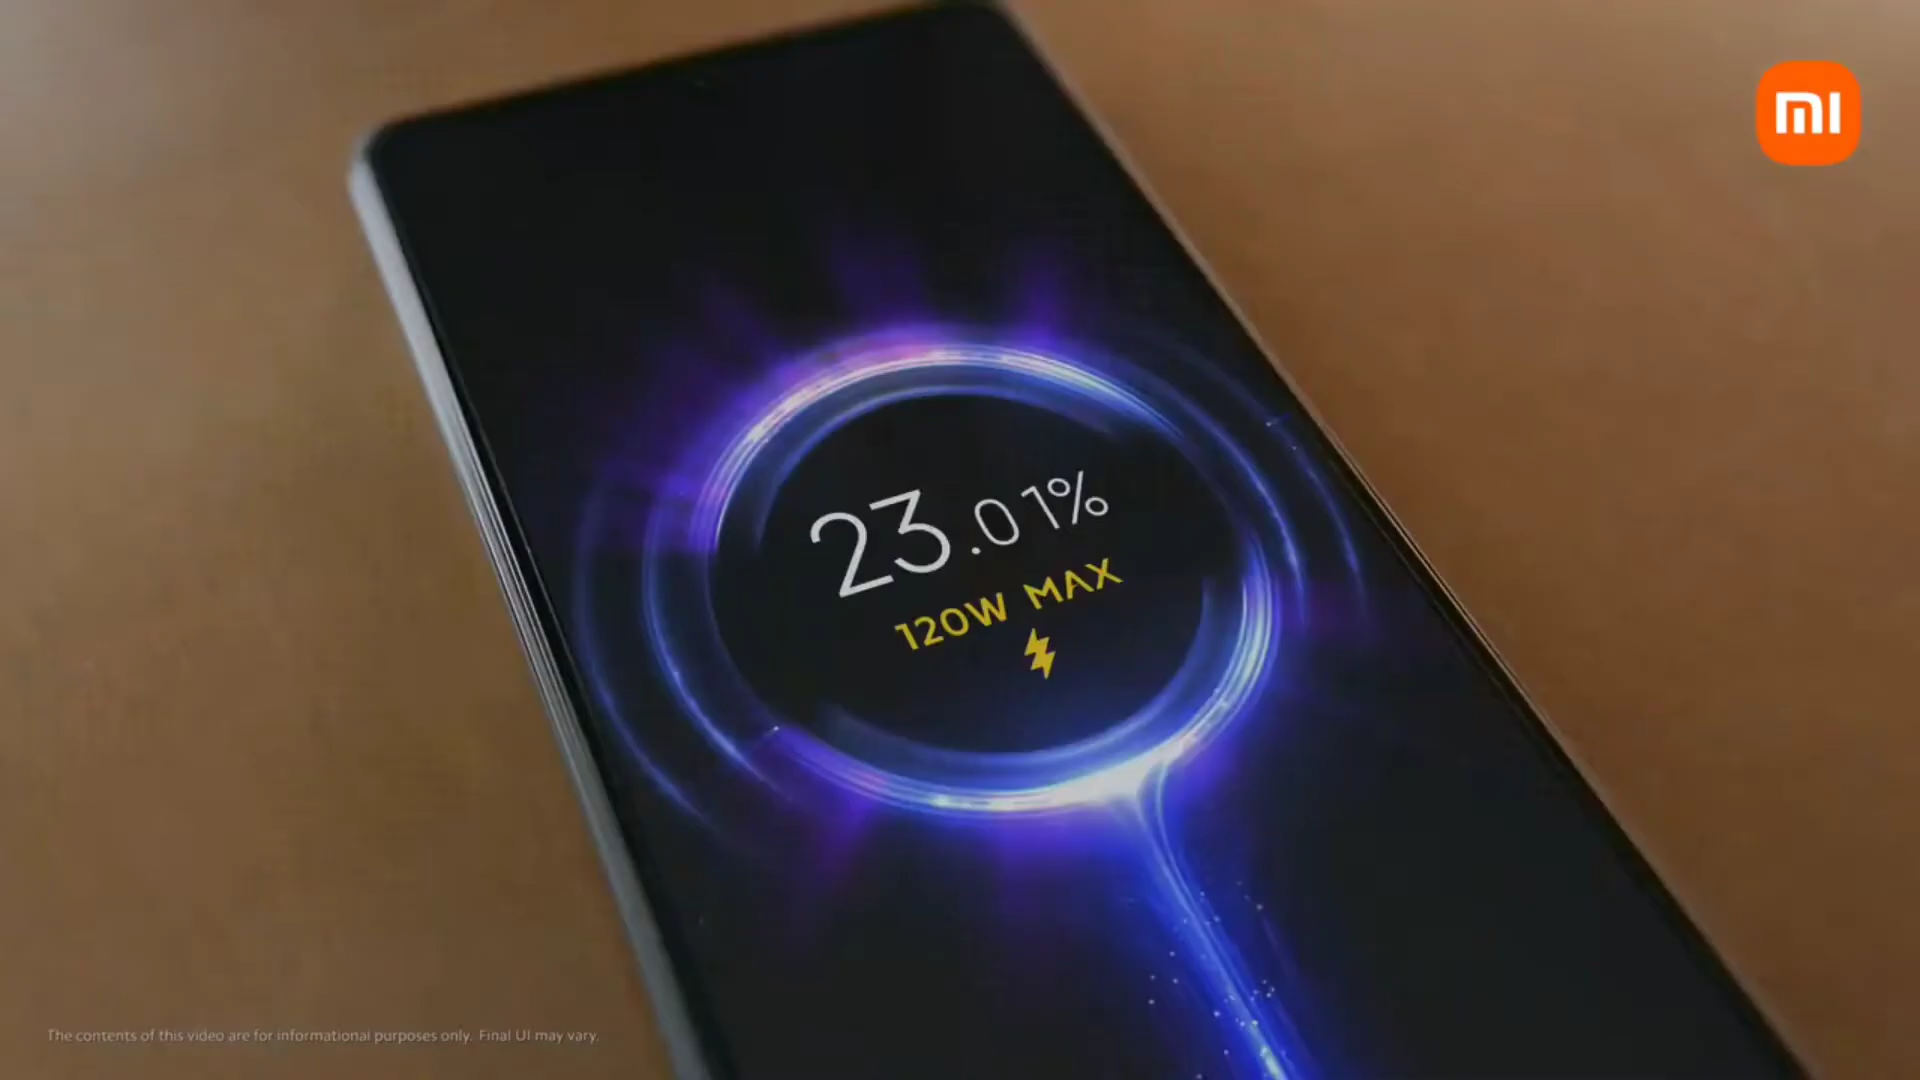 mi
23.01%
120W MAX
The contents of this video are for informational purposes only. Final UI may vary.